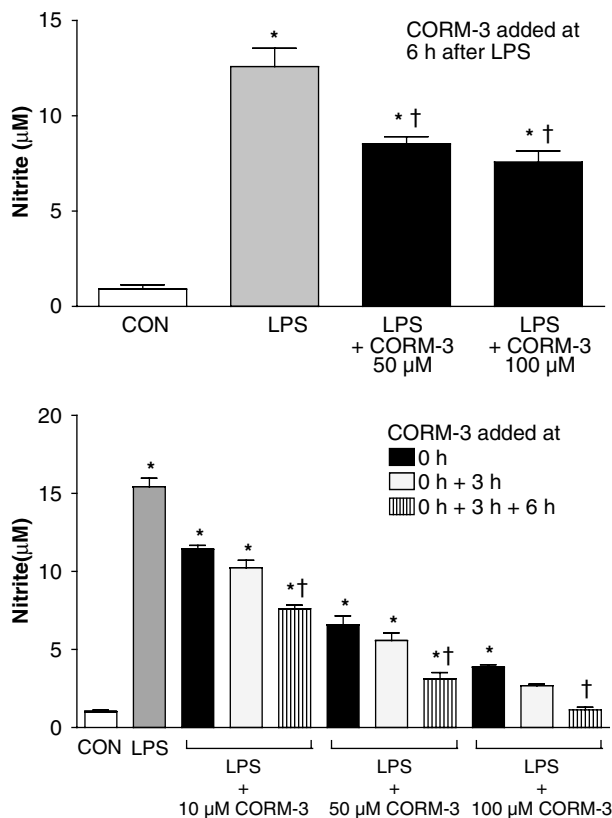 CORM-3 added at
6 h after LPS
Nitrite (μM)
15
10
5
0
*
* †
* †
CON
LPS
LPS
+ CORM-3
50 μM
LPS
+ CORM-3
100 μM
CORM-3 added at
0 h
0 h + 3 h
0 h + 3 h + 6 h
Nitrite(μM)
20
15
10
5
0
*
*
*
*†
*
*
*†
*
†
CON
LPS
LPS
+
10 μM CORM-3
LPS
+
50 μM CORM-3
LPS
+
100 μM CORM-3